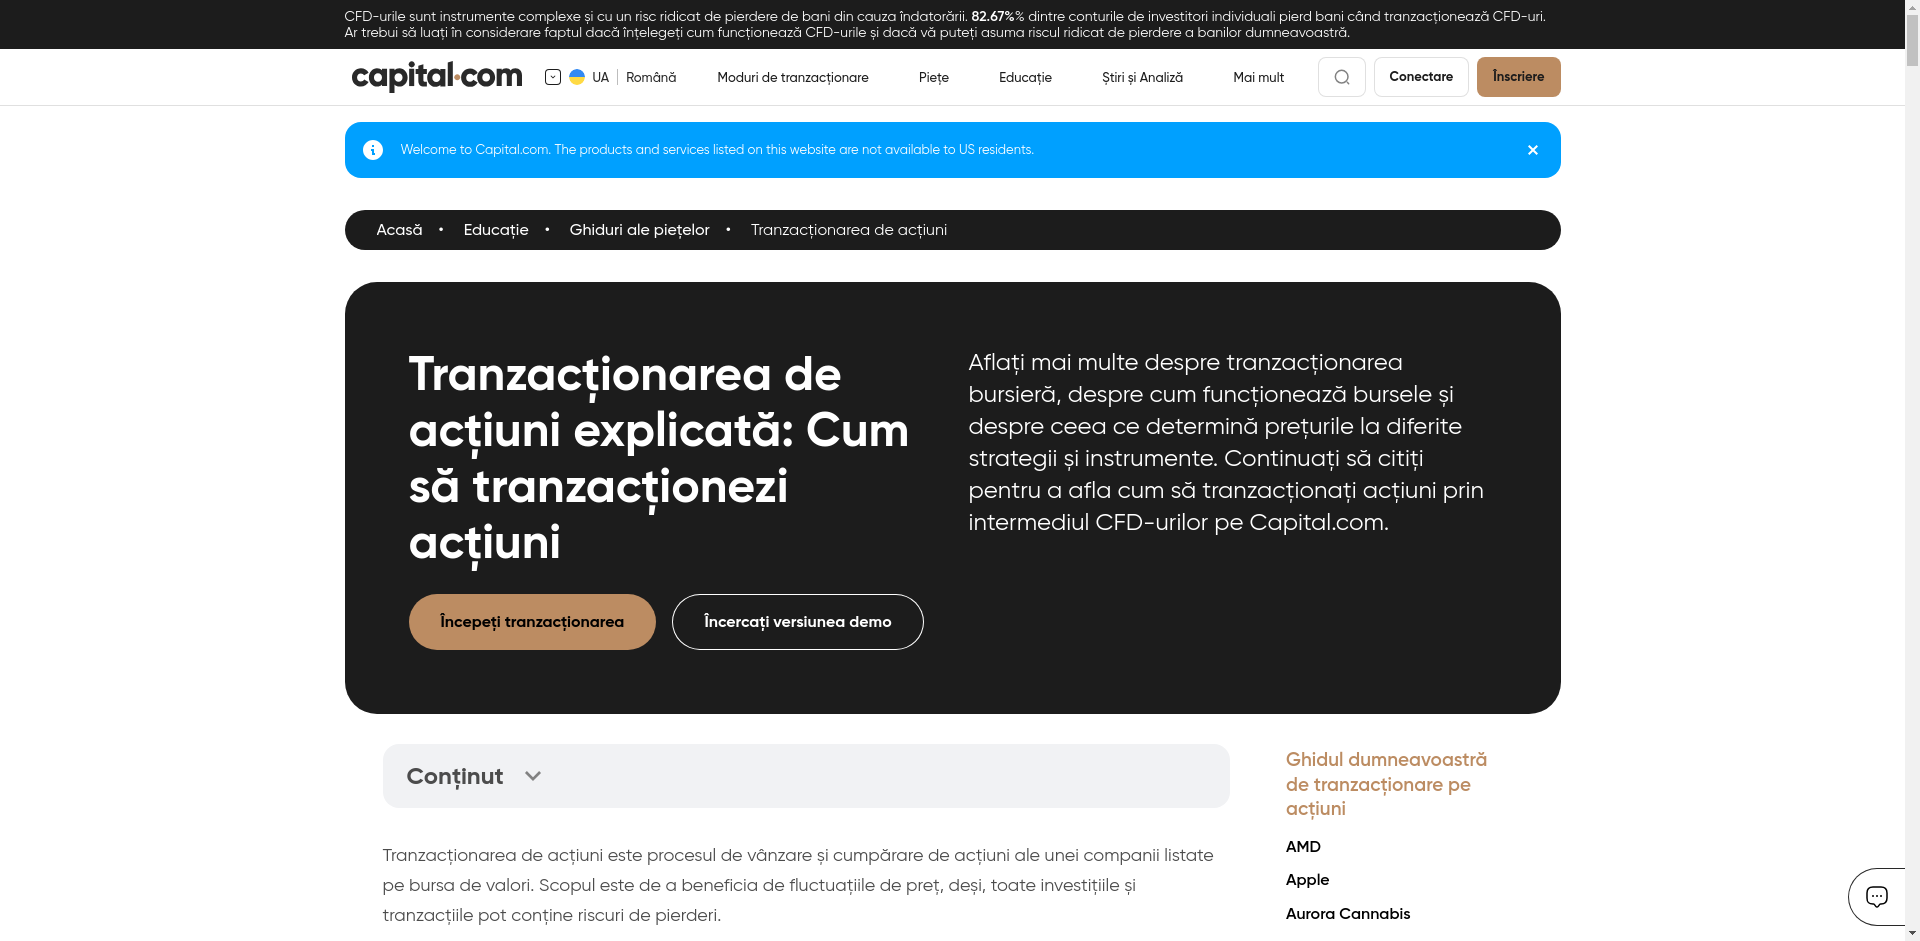 CFD-urile sunt instrumente complexe și cu un risc ridicat de pierdere de bani din cauza îndatorării. 82.67%% dintre conturile de investitori individuali pierd bani când tranzacționează CFD-uri.
Ar trebui să luați în considerare faptul dacă înțelegeți cum funcționează CFD-urile și dacă vă puteți asuma riscul ridicat de pierdere a banilor dumneavoastră.
capital.com
UA
Română
Moduri de tranzacționare
Piețe
Educație
Știri și Analiză
Mai mult
Conectare
Înscriere
Welcome to Capital.com. The products and services listed on this website are not available to US residents.
Acasă • Educație • Ghiduri ale piețelor • Tranzacționarea de acțiuni
Tranzacționarea de
acțiuni explicată: Cum
să tranzacționezi
acțiuni
Aflați mai multe despre tranzacționarea
bursieră, despre cum funcționează bursele și
despre ceea ce determină prețurile la diferite
strategii și instrumente. Continuați să citiți
pentru a afla cum să tranzacționați acțiuni prin
intermediul CFD-urilor pe Capital.com.
Începeți tranzacționarea
Încercați versiunea demo
Conținut
Tranzacționarea de acțiuni este procesul de vânzare și cumpărare de acțiuni ale unei companii listate
pe bursa de valori. Scopul este de a beneficia de fluctuațiile de preț, deși, toate investițiile și
tranzacțiile pot conține riscuri de pierderi.
Ghidul dumneavoastră
de tranzacționare pe
acțiuni
AMD
Apple
Aurora Cannabis